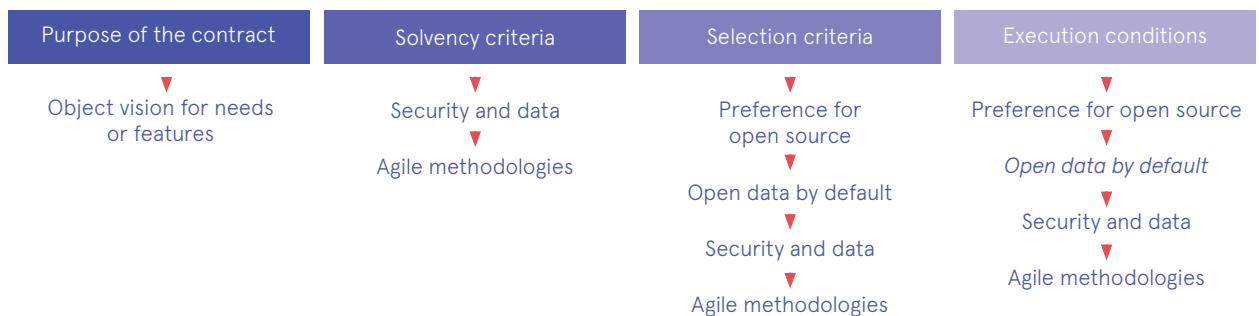 Purpose of the contract
Object vision for needs
or features
Solvency criteria
Security and data
Agile methodologies
Selection criteria
Preference for
open source
Open data by default
Security and data
Agile methodologies
Execution conditions
Preference for open source
Open data by default
Security and data
Agile methodologies